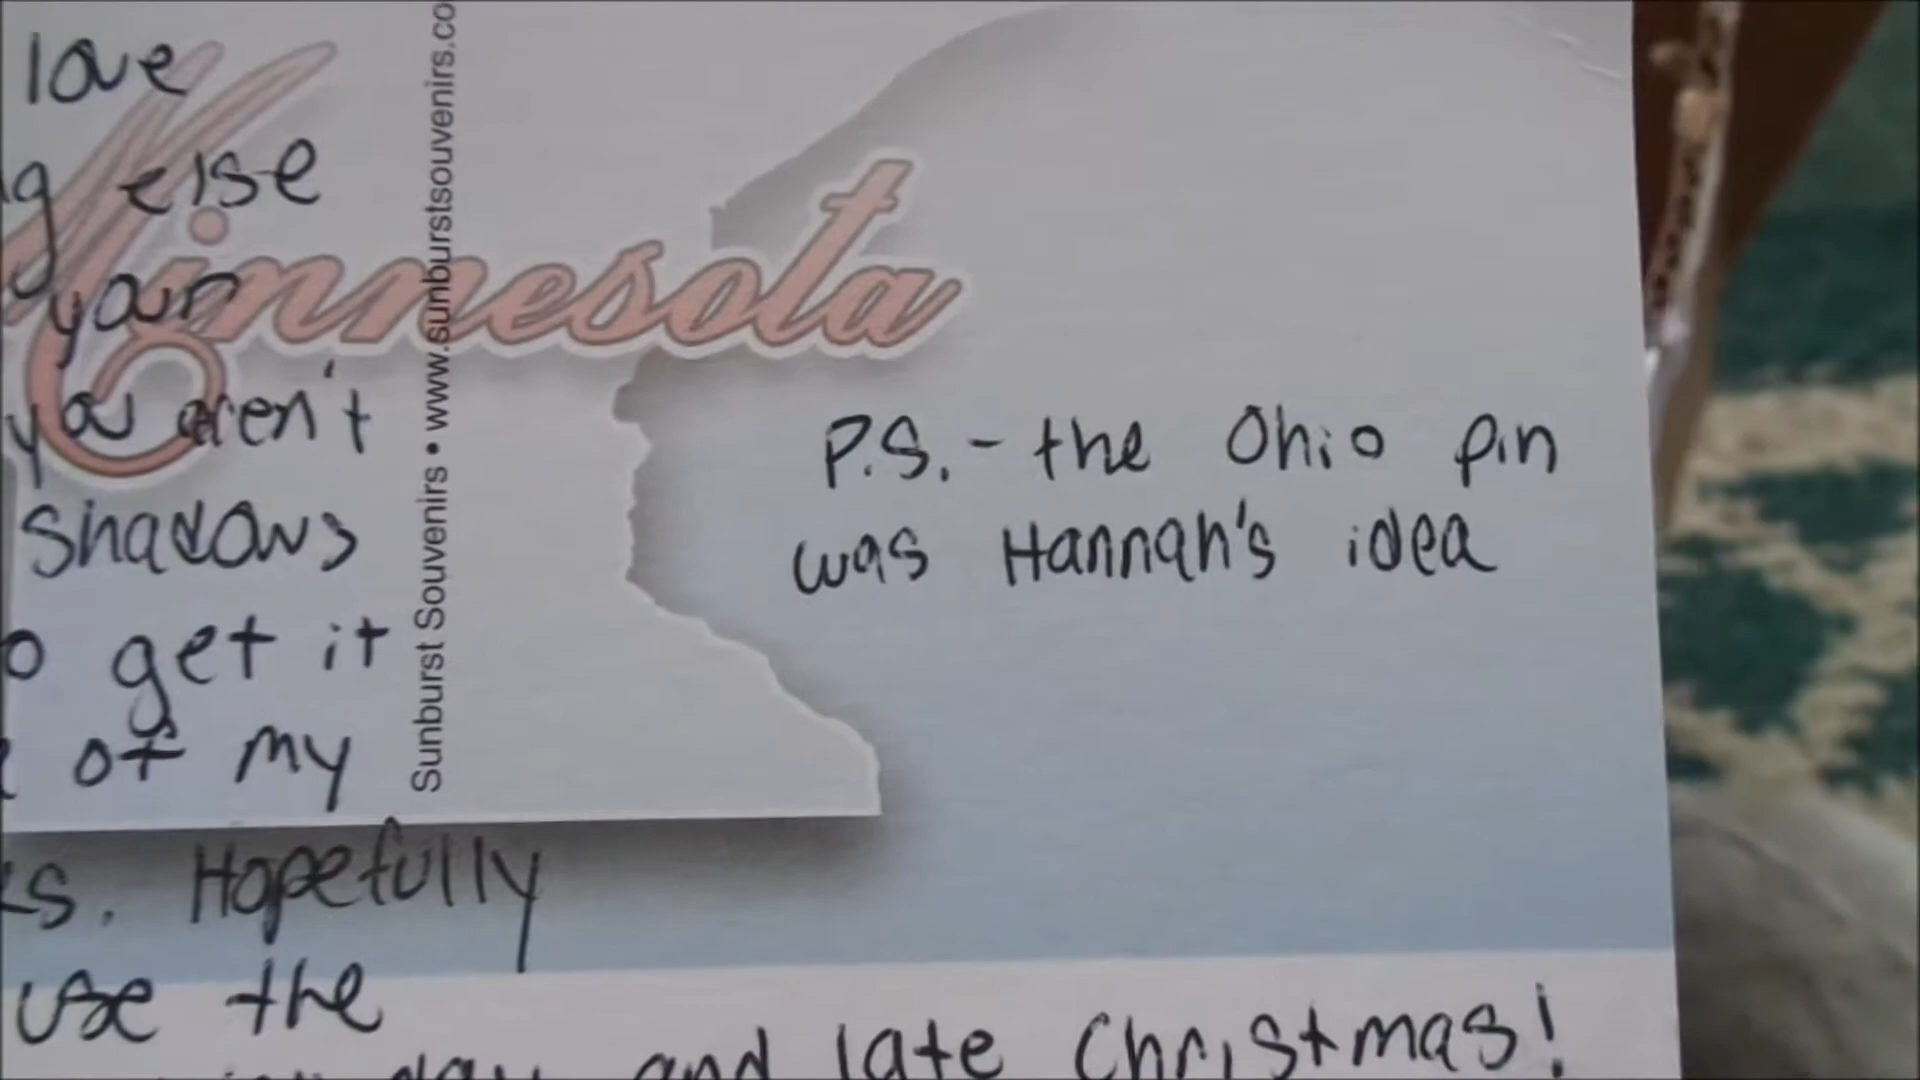 love
else
Minnesota
your
you aren't
shadows
get it
of my
Hopefully
use the
Sunburst Souvenirs • www.sunburstsouvenirs.co
P.S. - the Ohio pin
was Hannah's idea
day and late Christmas!